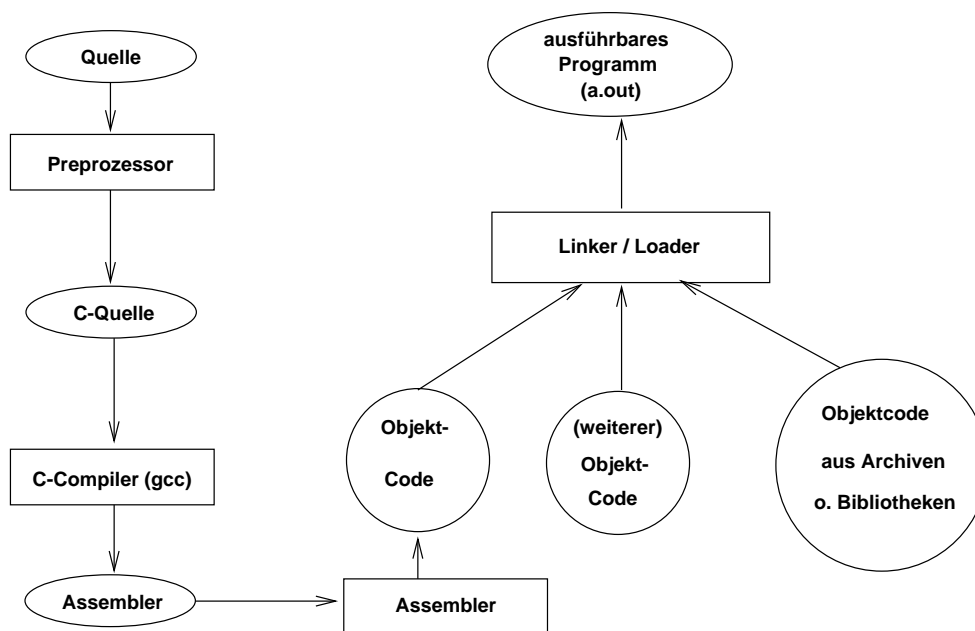 Quelle
Preprozessor
C-Quelle
C-Compiler (gcc)
Assembler
Assembler
Objekt-
Code
(weiterer)
Objekt-
Code
Objektcode
aus Archiven
o. Bibliotheken
Linker / Loader
ausführbares
Programm
(a.out)